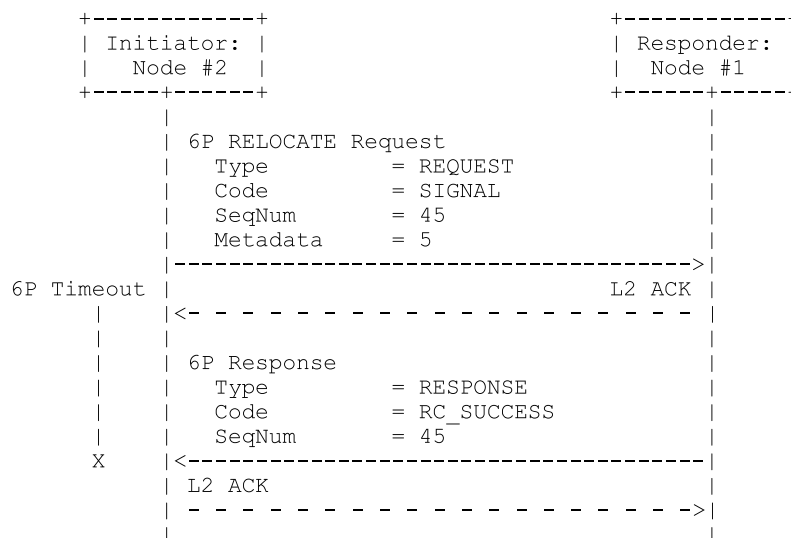 Initiator: Responder:
Node #2 Node #1
6P RELOCATE Request
Type = REQUEST
Code = SIGNAL
SeqNum = 45
Metadata = 5
6P Timeout L2 ACK
6P Response
Type = RESPONSE
Code = RC_SUCCESS
SeqNum = 45
X
L2 ACK